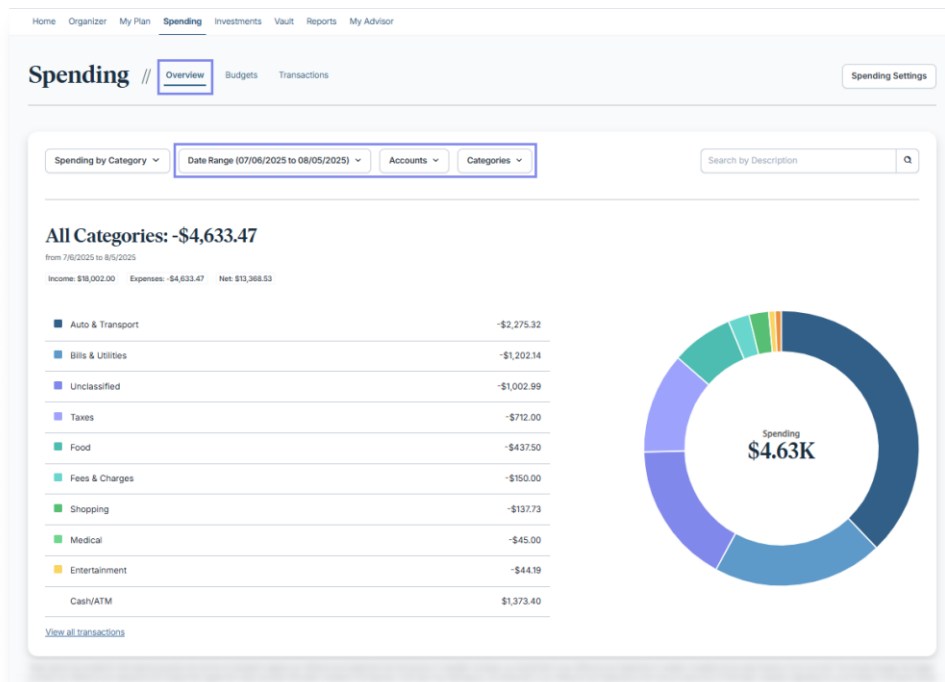 Home Organizer My Plan Spending Investments Vault Reports My Advisor
Spending // Overview Budgets Transactions Spending Settings
Spending by Category Date Range (07/06/2025 to 08/05/2025) Accounts Categories Search by Description
All Categories: -$4,633.47
from 7/6/2025 to 8/5/2025
Income: $18,002.00 Expenses: -$4,633.47 Net: $13,368.53
Auto & Transport -$2,275.32
Bills & Utilities -$1,202.14
Unclassified -$1,002.99
Taxes -$712.00
Food -$437.50
Fees & Charges -$150.00
Shopping -$137.73
Medical -$45.00
Entertainment -$44.19
Cash/ATM $1,373.40
View all transactions
Spending
$4.63K